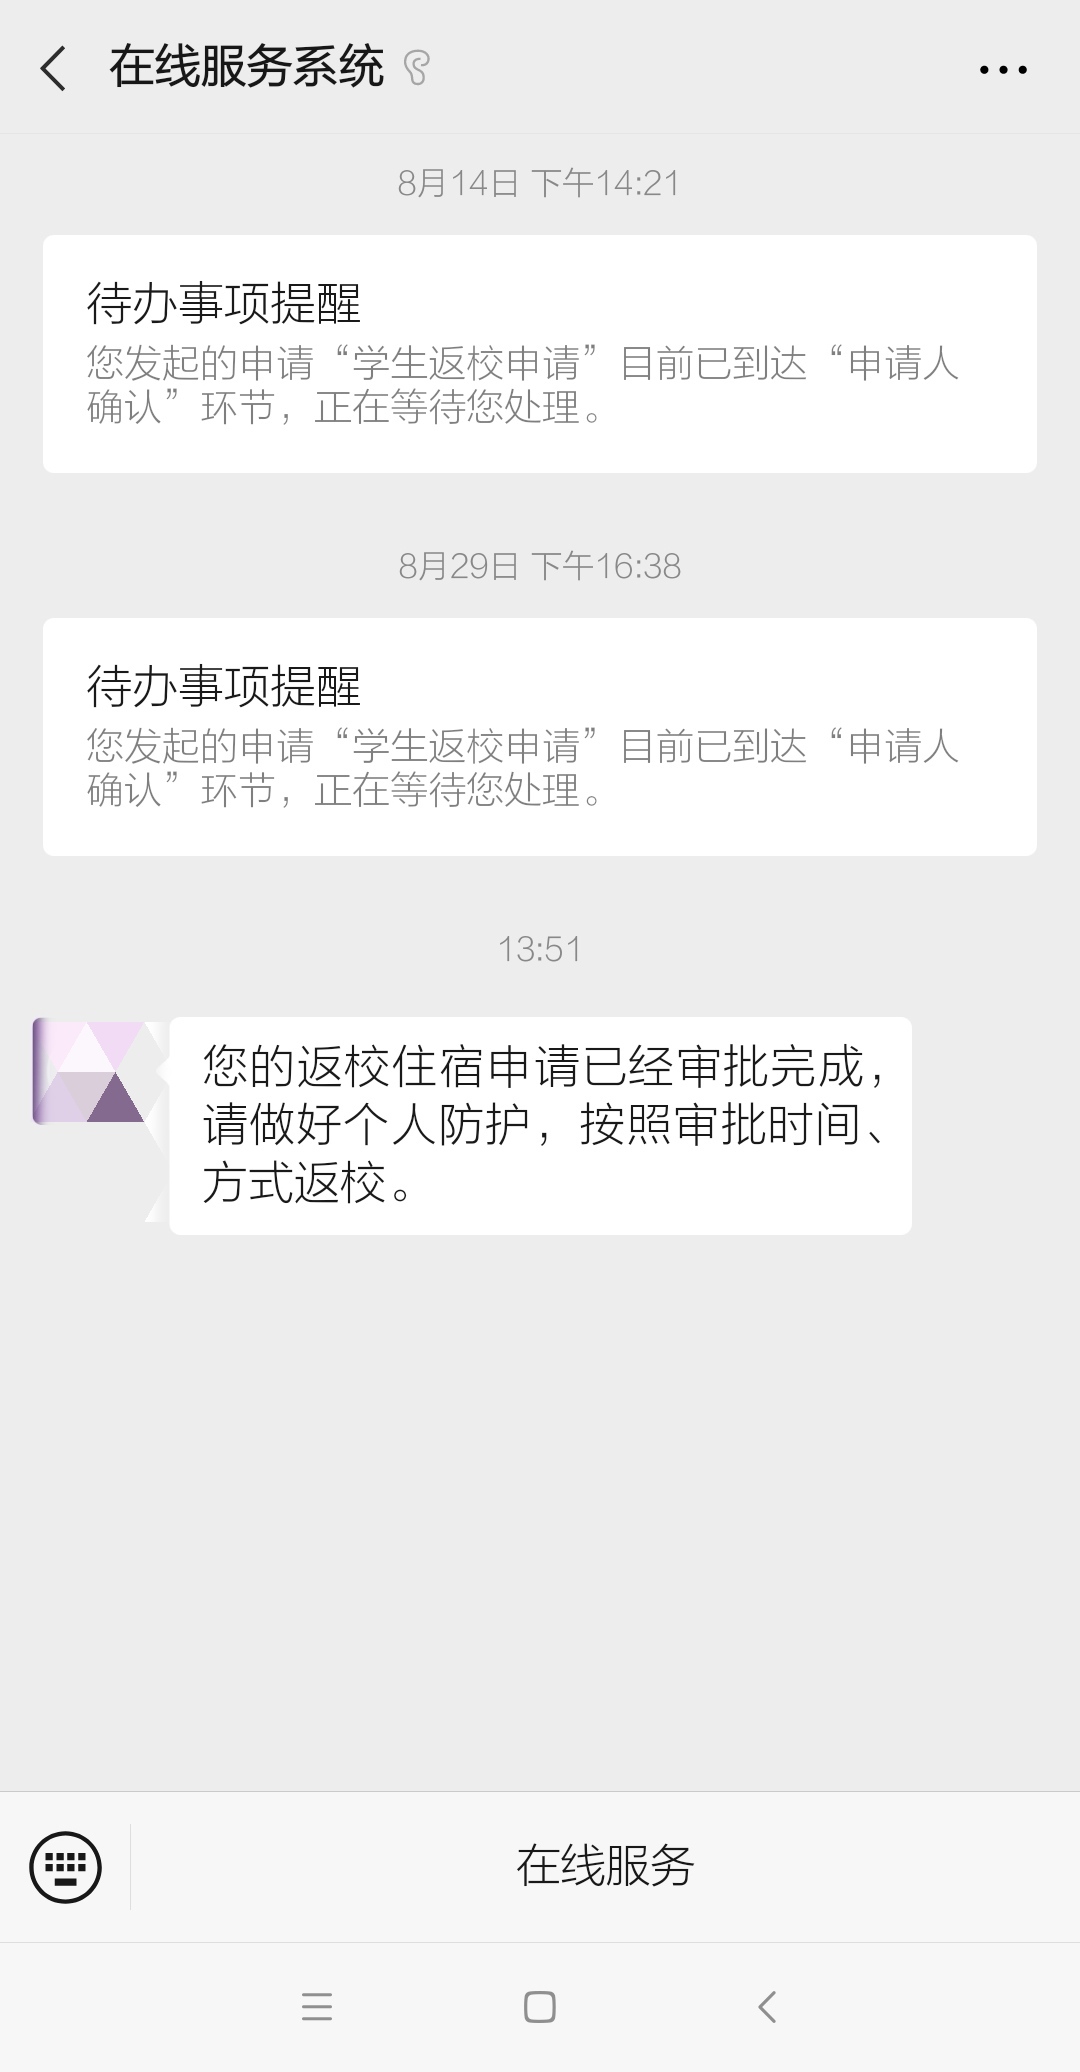 在线服务系统
8月14日 下午14:21
待办事项提醒
您发起的申请“学生返校申请”目前已到达“申请人
确认”环节，正在等待您处理。
8月29日 下午16:38
待办事项提醒
您发起的申请“学生返校申请”目前已到达“申请人
确认”环节，正在等待您处理。
13:51
您的返校住宿申请已经审批完成，
请做好个人防护，按照审批时间、
方式返校。
在线服务